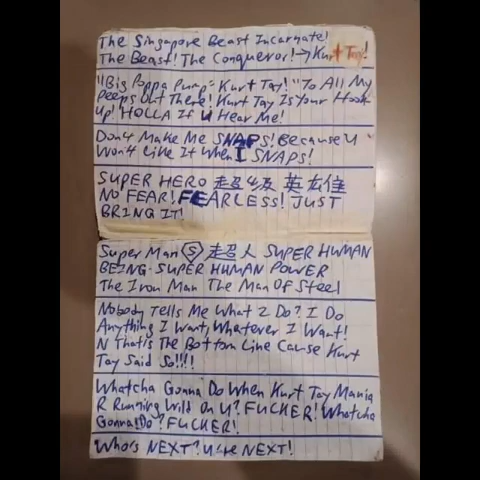 The Singapore Beast Incarnate!
The Beast! The Conqueror! → Kurt Tay!
"Big Poppa Pump" Kurt Tay! "To All My
Peeps Out There! Kurt Tay Is Your Hook
Up! HOLLA If U Hear Me!
Don4 Make Me SNAPS! Because U
Won4 Like It When I SNAPS!
SUPER HERO 超级 英雄
NO FEAR! FEARLESS! JUST
BRING IT!
Super Man S 超人 SUPER HUMAN
BEING. SUPER HUMAN POWER
The Iron Man The Man Of Steel
Nobody Tells Me What 2 Do? I Do
Anything I Want, Whatever I Want!
N That's The Bottom Line Cause Kurt
Tay Said So!!!!
Whatcha Gonna Do When Kurt Tay Mania
R Running Wild On U? FUCKER! Whatcha
Gonna Do? FUCKER!
Who's NEXT? U're NEXT!